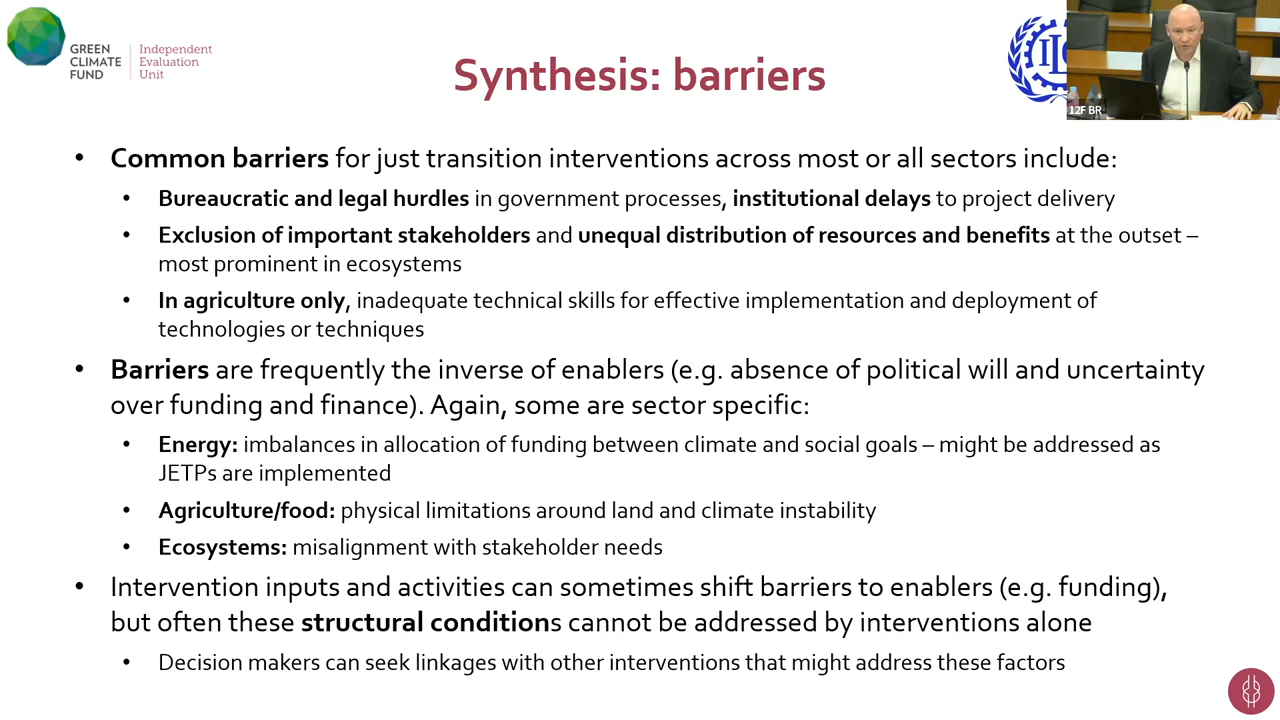 GREEN
CLIMATE
FUND
Independent
Evaluation
Unit
Synthesis: barriers
12F BR
• Common barriers for just transition interventions across most or all sectors include:
• Bureaucratic and legal hurdles in government processes, institutional delays to project delivery
• Exclusion of important stakeholders and unequal distribution of resources and benefits at the outset –
most prominent in ecosystems
• In agriculture only, inadequate technical skills for effective implementation and deployment of
technologies or techniques
• Barriers are frequently the inverse of enablers (e.g. absence of political will and uncertainty
over funding and finance). Again, some are sector specific:
• Energy: imbalances in allocation of funding between climate and social goals – might be addressed as
JETPs are implemented
• Agriculture/food: physical limitations around land and climate instability
• Ecosystems: misalignment with stakeholder needs
• Intervention inputs and activities can sometimes shift barriers to enablers (e.g. funding),
but often these structural conditions cannot be addressed by interventions alone
• Decision makers can seek linkages with other interventions that might address these factors